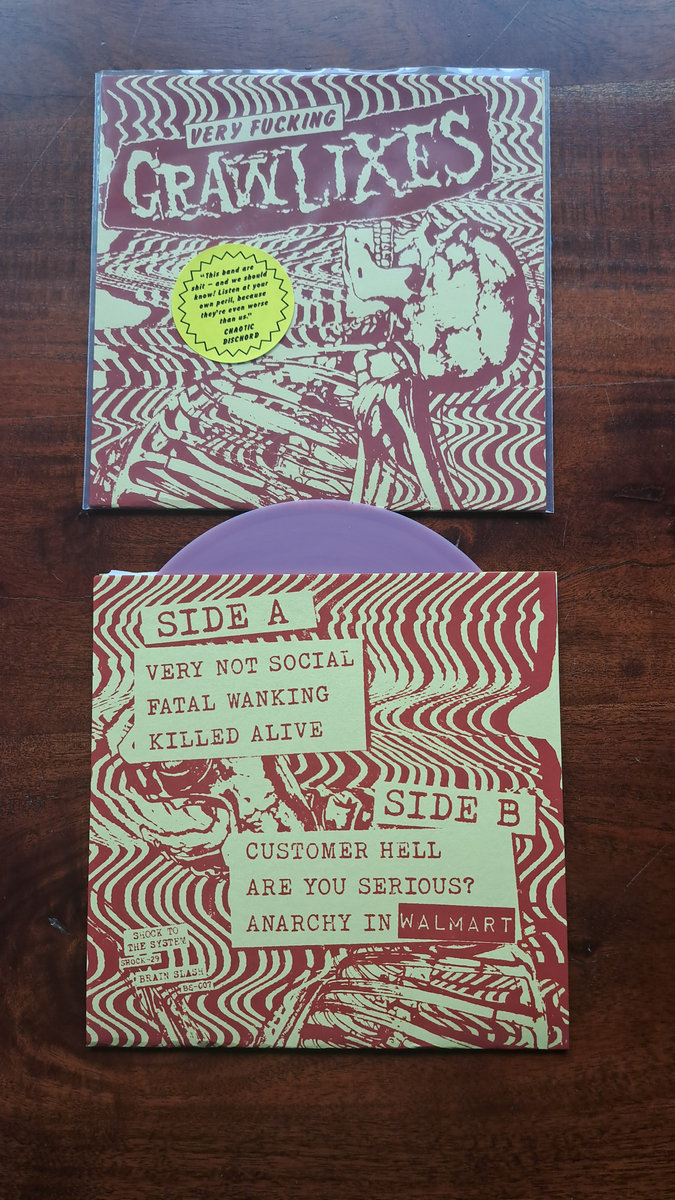 VERY FUCKING
GRAWLIXES
"This band are
shit – and we should
know! Listen at your
own peril, because
they're even worse
than us."
CHAOTIC
DISCHORD
SIDE A
VERY NOT SOCIAL
FATAL WANKING
KILLED ALIVE
SIDE B
CUSTOMER HELL
ARE YOU SERIOUS?
ANARCHY IN WALMART
SHOCK TO
THE SYSTEM
SHOCK-29
BRAIN SLASH
BS-007